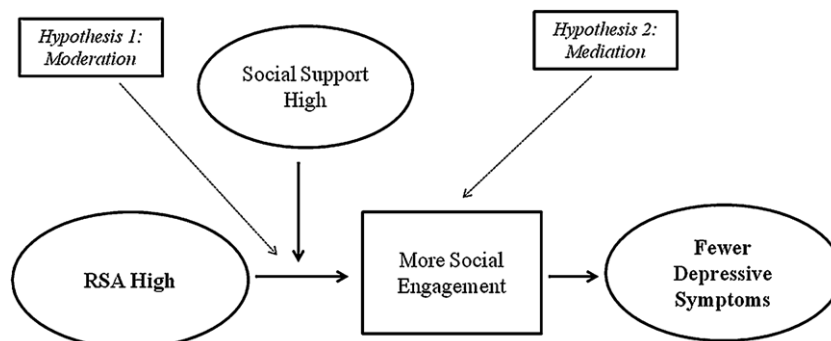 Hypothesis 1:
Moderation
Social Support
High
Hypothesis 2:
Mediation
RSA High
More Social
Engagement
Fewer
Depressive
Symptoms